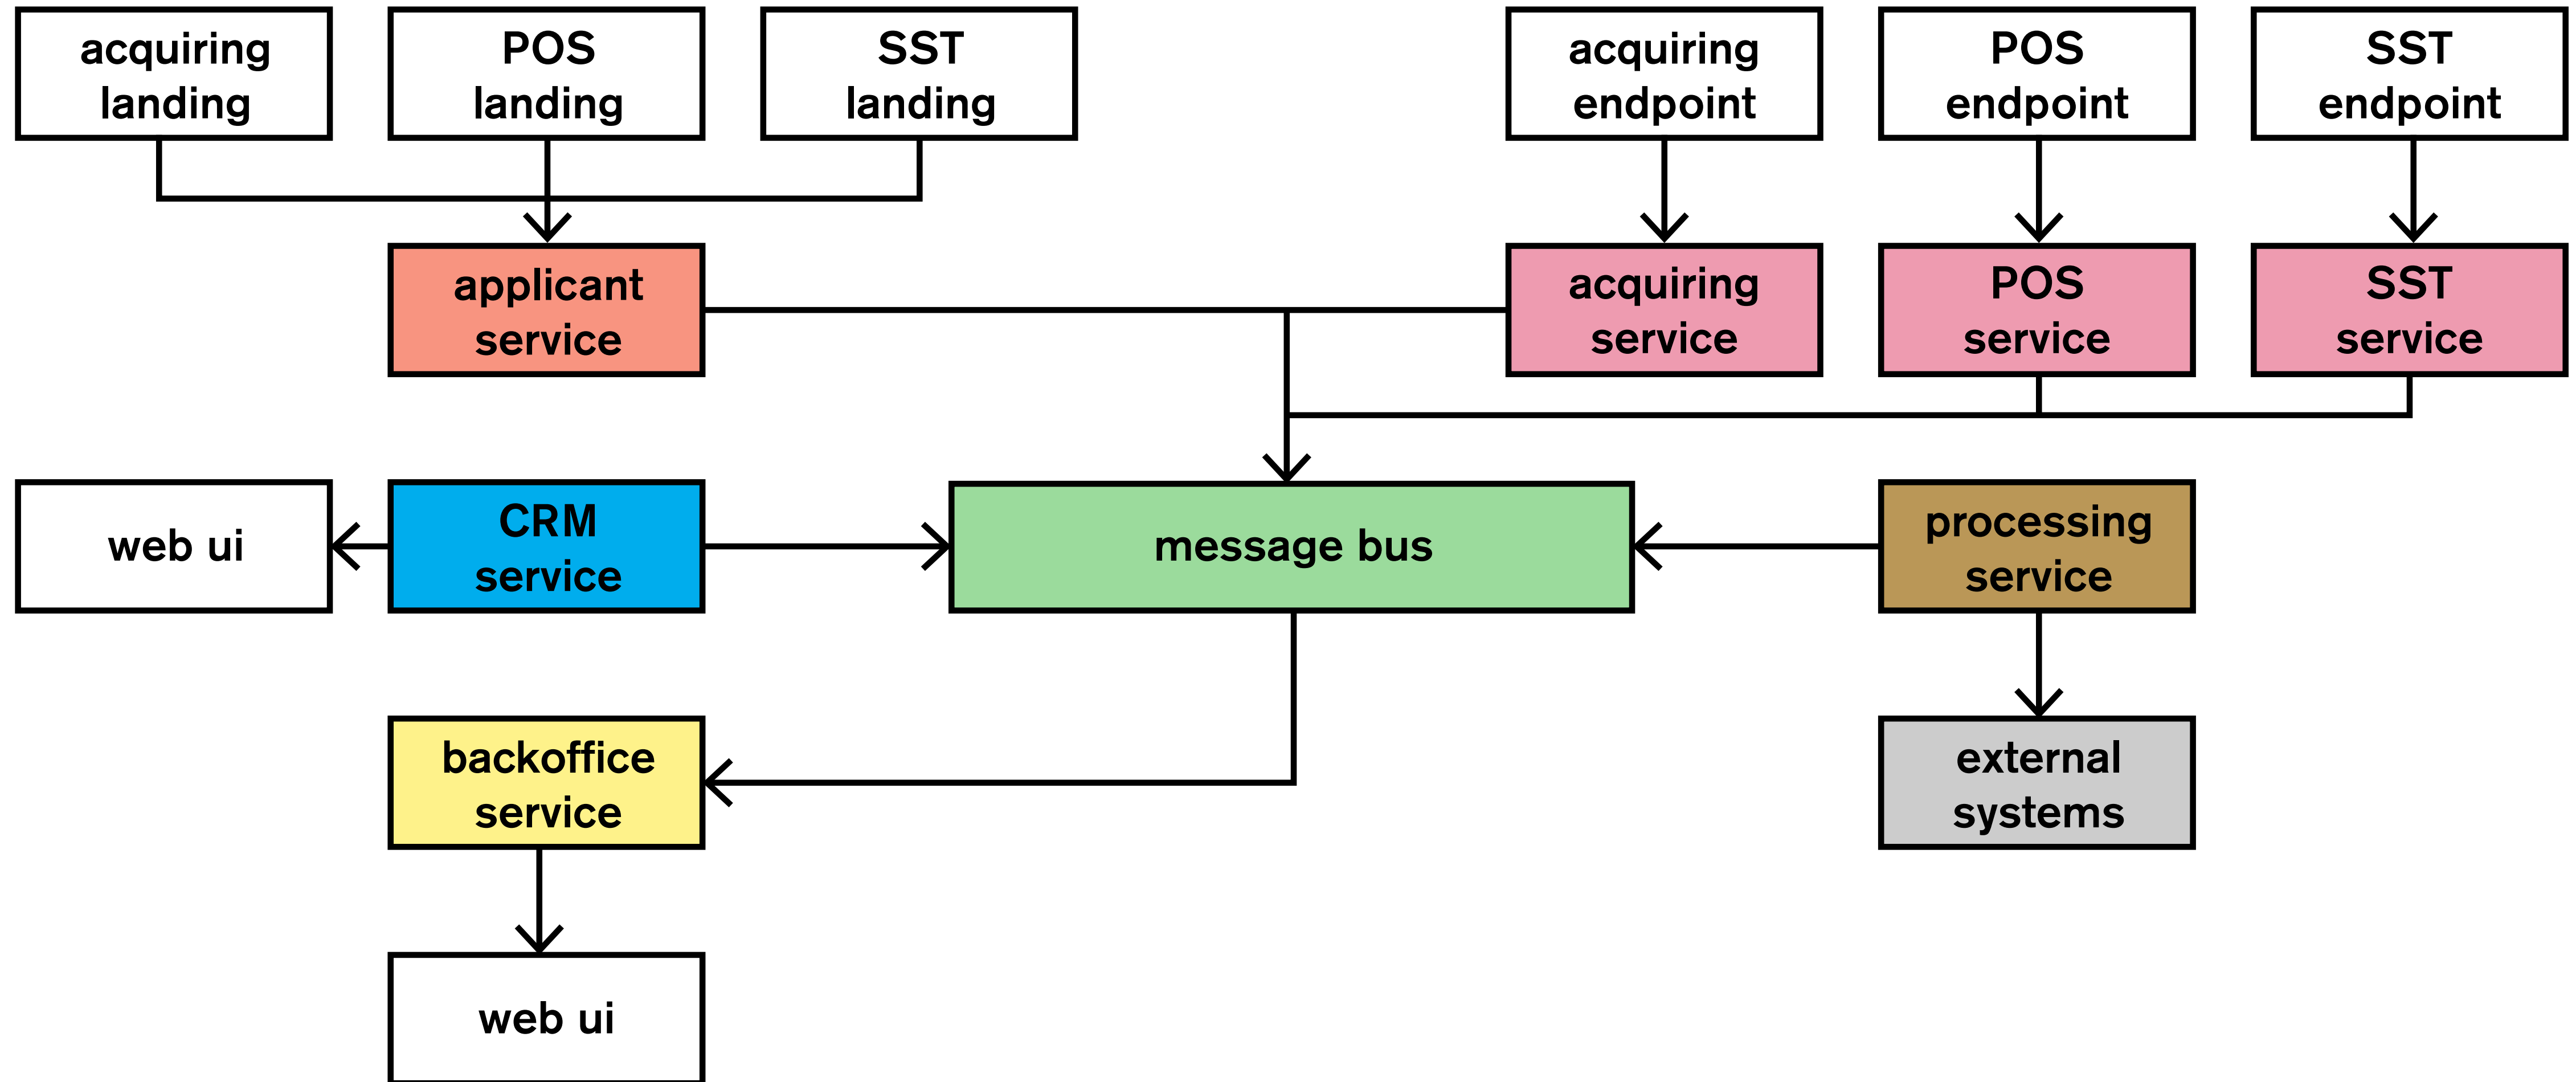 acquiring
landing
POS
landing
SST
landing
acquiring
endpoint
POS
endpoint
SST
endpoint
applicant
service
acquiring
service
POS
service
SST
service
web ui
CRM
service
message bus
processing
service
backoffice
service
external
systems
web ui